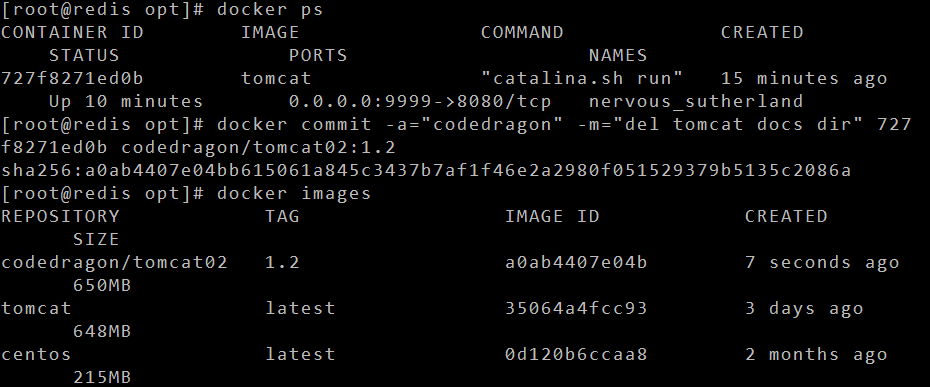 [root@redis opt]# docker ps
CONTAINER ID        IMAGE               COMMAND             CREATED
    STATUS              PORTS                    NAMES
727f8271ed0b        tomcat              "catalina.sh run"   15 minutes ago
    Up 10 minutes       0.0.0.0:9999->8080/tcp   nervous_sutherland
[root@redis opt]# docker commit -a="codedragon" -m="del tomcat docs dir" 727
f8271ed0b codedragon/tomcat02:1.2
sha256:a0ab4407e04bb615061a845c3437b7af1f46e2a2980f051529379b5135c2086a
[root@redis opt]# docker images
REPOSITORY            TAG                 IMAGE ID            CREATED
      SIZE
codedragon/tomcat02   1.2                 a0ab4407e04b        7 seconds ago
      650MB
tomcat                latest              35064a4fcc93        3 days ago
      648MB
centos                latest              0d120b6ccaa8        2 months ago
      215MB